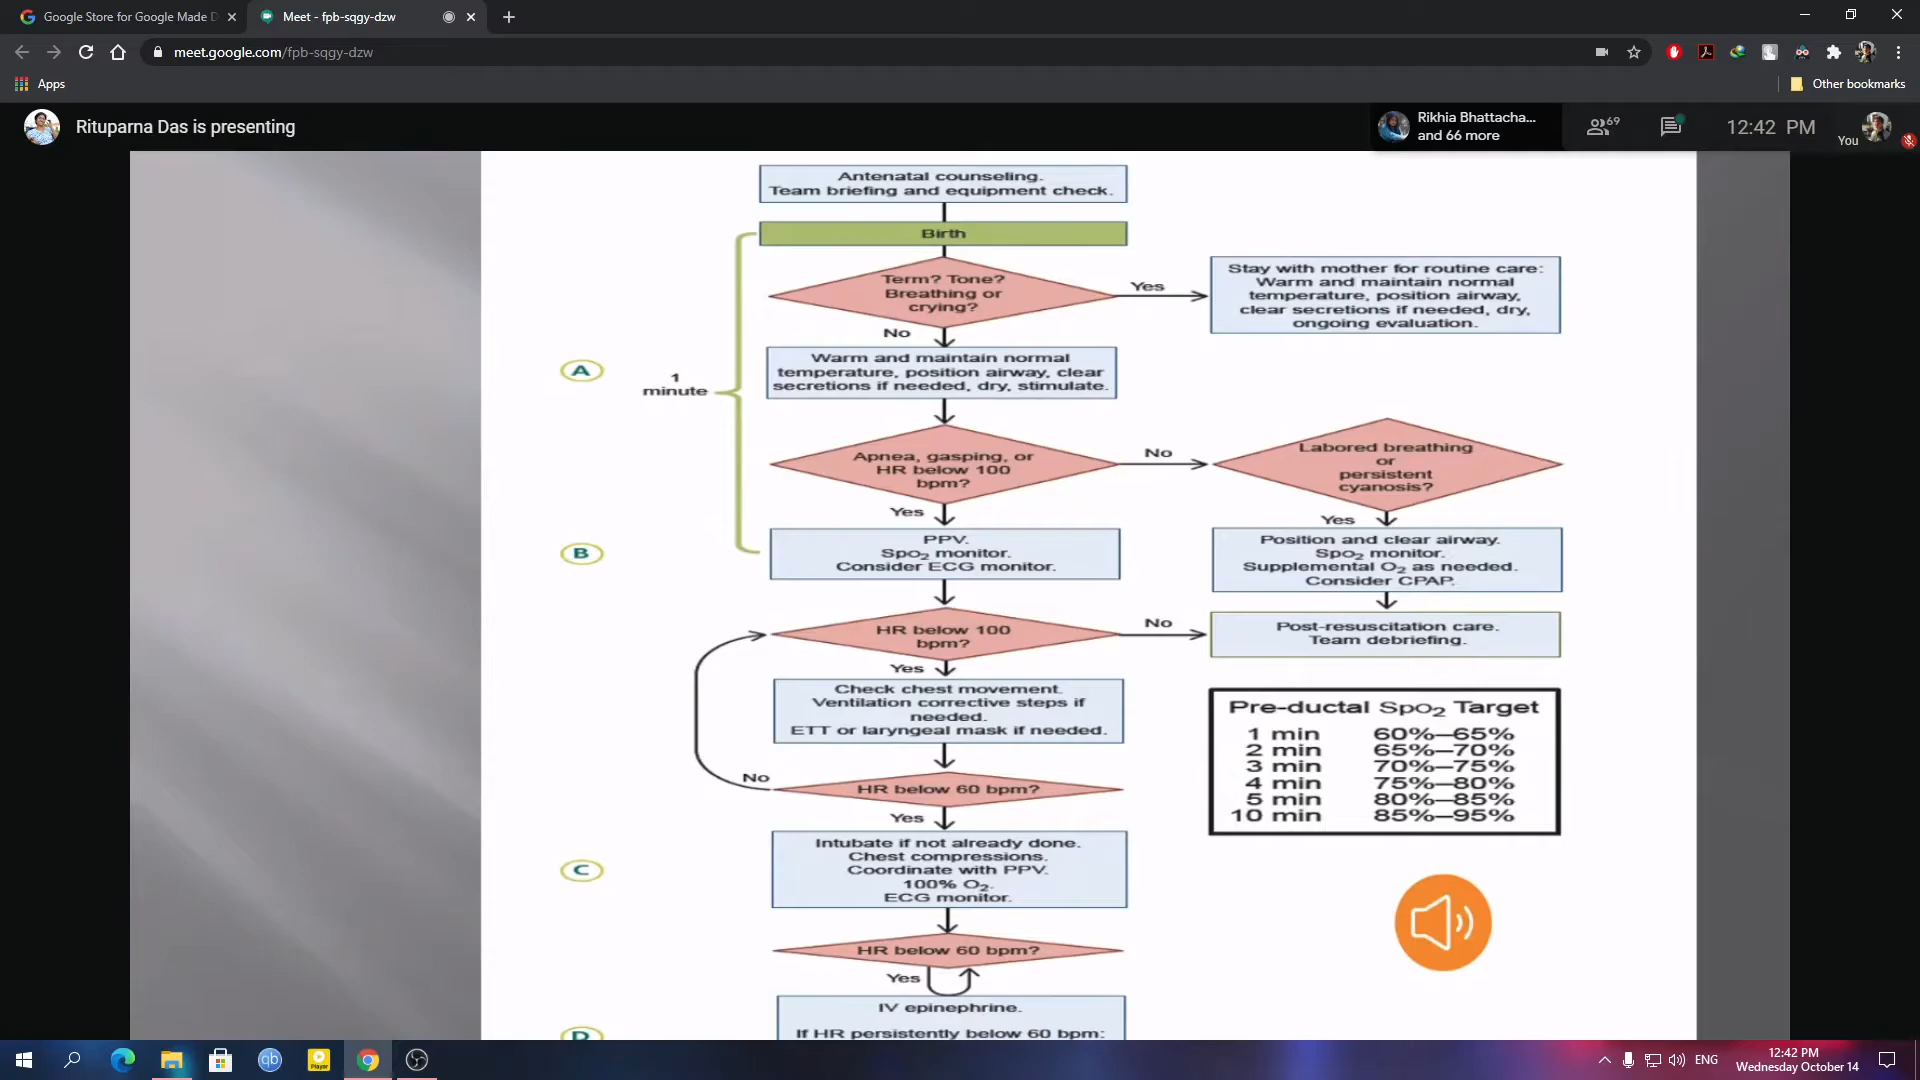 Google Store for Google Made D
Meet - fpb-sqgy-dzw
meet.google.com/fpb-sqgy-dzw
Apps
Other bookmarks
Rituparna Das is presenting
Rikhia Bhattacha...
and 66 more
69
12:42 PM
You
Antenatal counseling.
Team briefing and equipment check.
Birth
Term? Tone?
Breathing or
crying?
Yes
Stay with mother for routine care:
Warm and maintain normal
temperature, position airway,
clear secretions if needed, dry,
ongoing evaluation.
No
A
1
minute
Warm and maintain normal
temperature, position airway, clear
secretions if needed, dry, stimulate.
Apnea, gasping, or
HR below 100
bpm?
No
Labored breathing
or
persistent
cyanosis?
Yes
Yes
B
PPV.
Spo2 monitor.
Consider ECG monitor.
Position and clear airway.
Spo2 monitor.
Supplemental O2 as needed.
Consider CPAP.
HR below 100
bpm?
No
Post-resuscitation care.
Team debriefing.
Yes
Check chest movement.
Ventilation corrective steps if
needed.
ETT or laryngeal mask if needed.
Pre-ductal Spo2 Target
1 min 60%–65%
2 min 65%–70%
3 min 70%–75%
4 min 75%–80%
5 min 80%–85%
10 min 85%–95%
No
HR below 60 bpm?
Yes
C
Intubate if not already done.
Chest compressions.
Coordinate with PPV.
100% O2.
ECG monitor.
HR below 60 bpm?
Yes
D
IV epinephrine.
If HR persistently below 60 bpm:
qb
Player
ENG
12:42 PM
Wednesday October 14